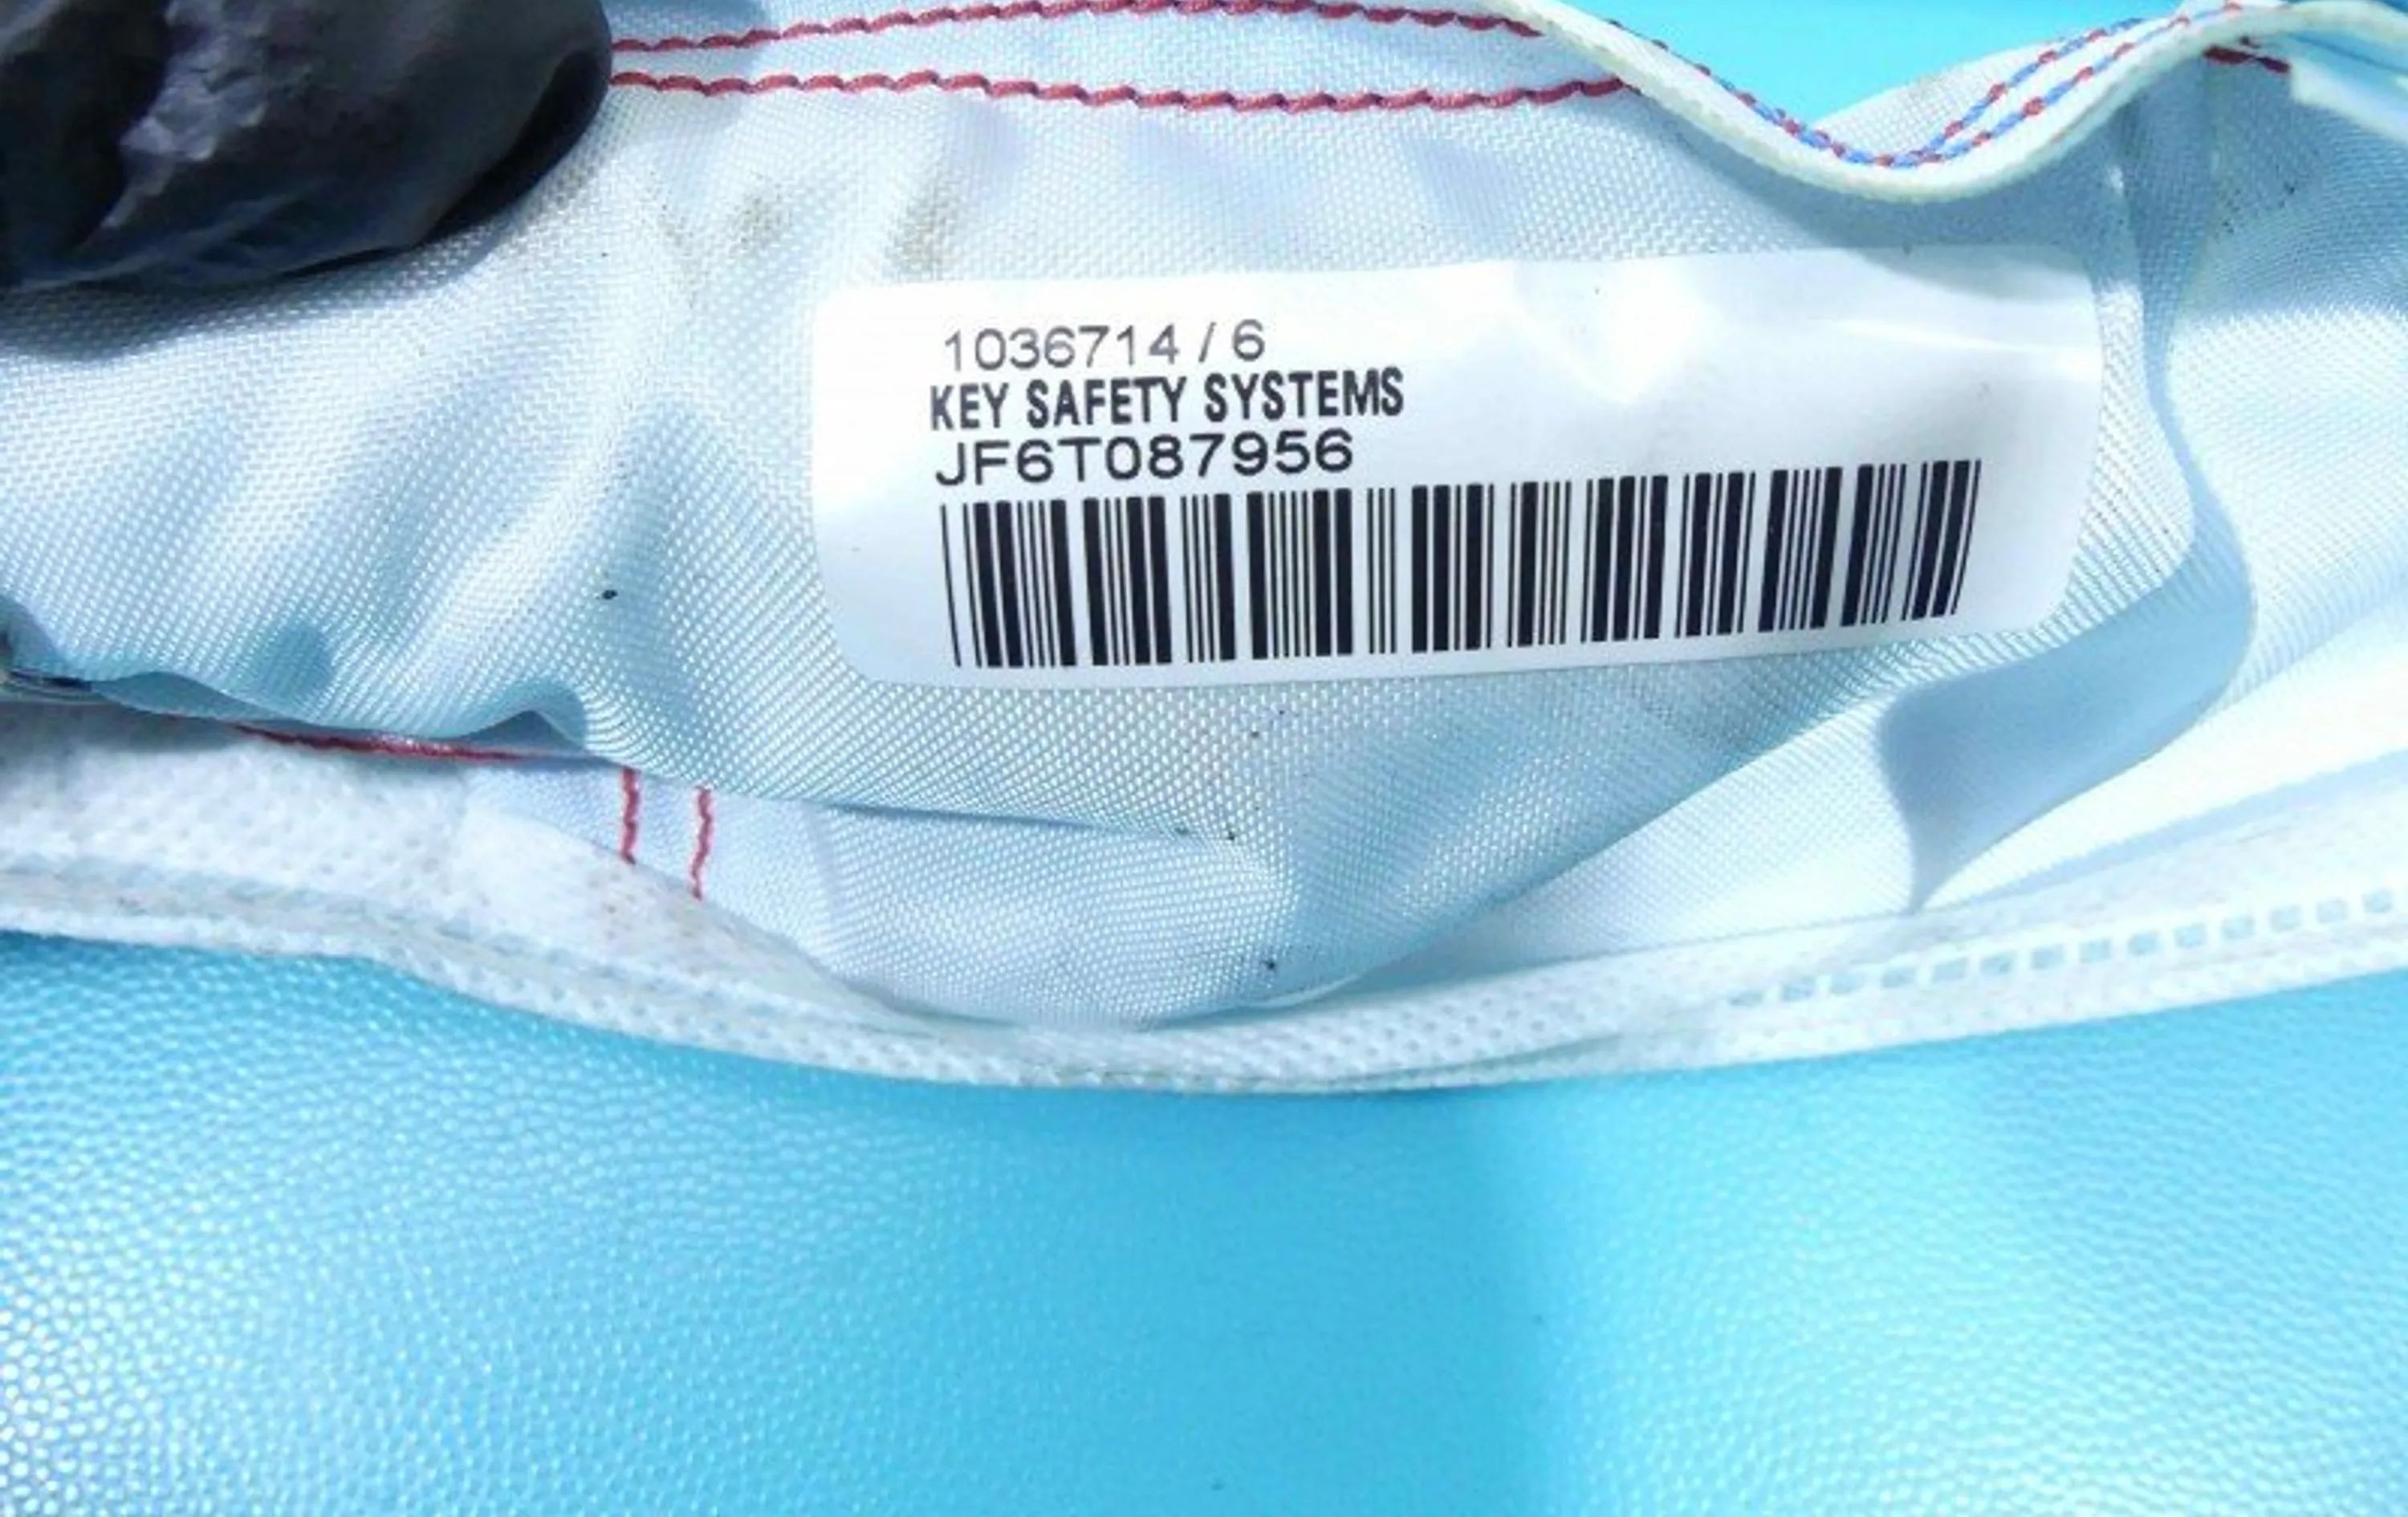 1036714 / 6
KEY SAFETY SYSTEMS
JF6T087956